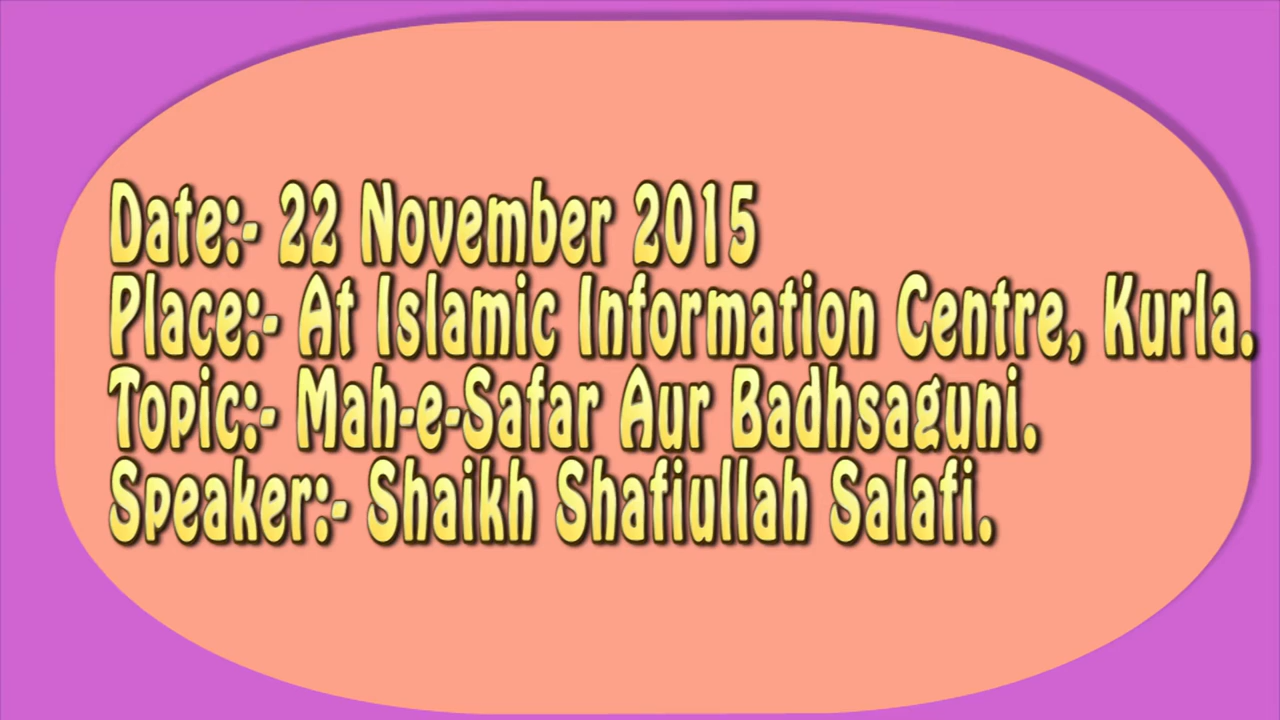 Date:- 22 November 2015
Place:- At Islamic Information Centre, Kurla.
Topic:- Mah-e-Safar Aur Badhsaguni.
Speaker:- Shaikh Shafiullah Salafi.